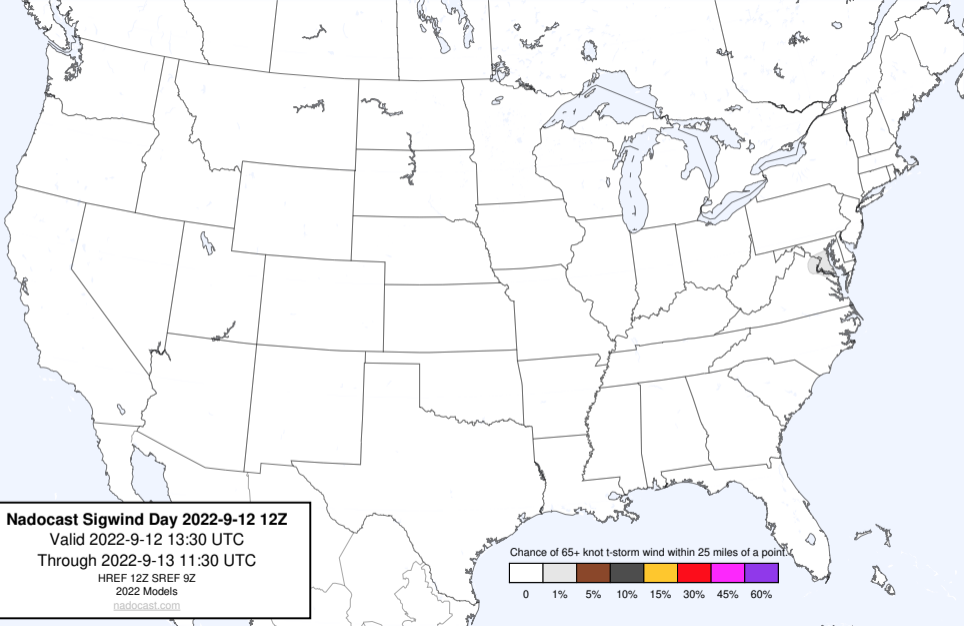 Nadocast Sigwind Day 2022-9-12 12Z
Valid 2022-9-12 13:30 UTC
Through 2022-9-13 11:30 UTC
HREF 12Z SREF 9Z
2022 Models
nadocast.com
Chance of 65+ knot t-storm wind within 25 miles of a point.
0 1% 5% 10% 15% 30% 45% 60%